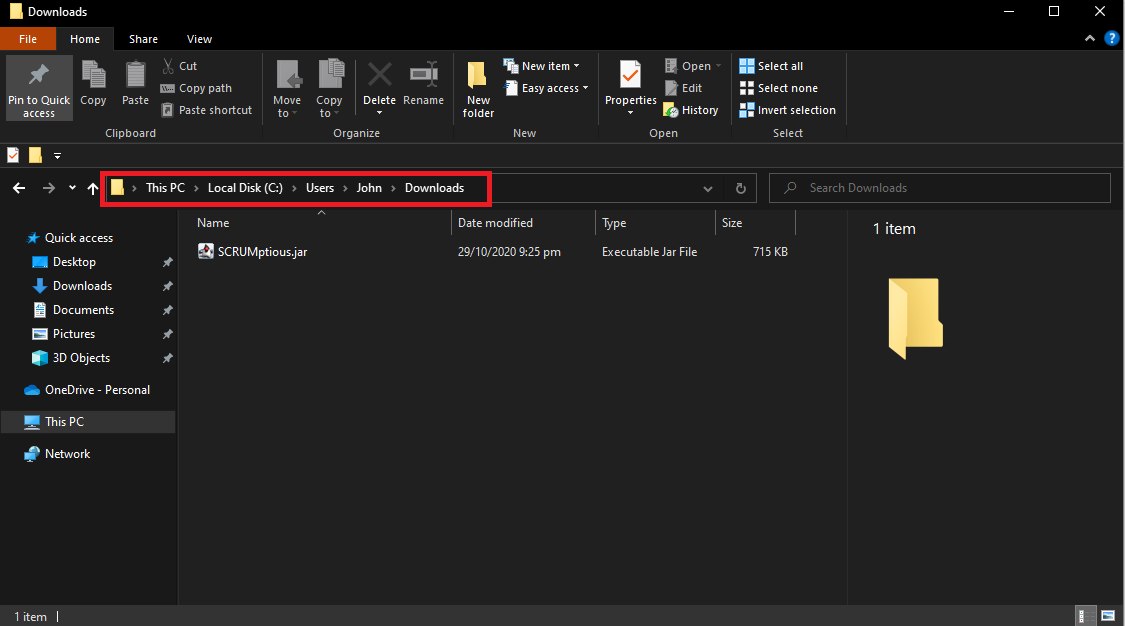 Downloads
File Home Share View
Pin to Quick access
Copy
Paste
Cut
Copy path
Paste shortcut
Clipboard
Move to
Copy to
Delete
Rename
Organize
New folder
New item
Easy access
New
Properties
Open
Edit
History
Open
Select all
Select none
Invert selection
Select
This PC > Local Disk (C:) > Users > John > Downloads
Search Downloads
Quick access
Desktop
Downloads
Documents
Pictures
3D Objects
OneDrive - Personal
This PC
Network
Name Date modified Type Size
SCRUMptious.jar 29/10/2020 9:25 pm Executable Jar File 715 KB
1 item
1 item